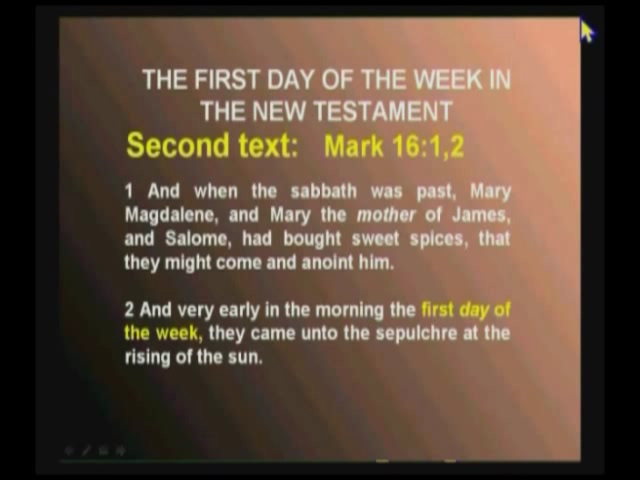 THE FIRST DAY OF THE WEEK IN
THE NEW TESTAMENT
Second text: Mark 16:1,2
1 And when the sabbath was past, Mary
Magdalene, and Mary the mother of James,
and Salome, had bought sweet spices, that
they might come and anoint him.
2 And very early in the morning the first day of
the week, they came unto the sepulchre at the
rising of the sun.